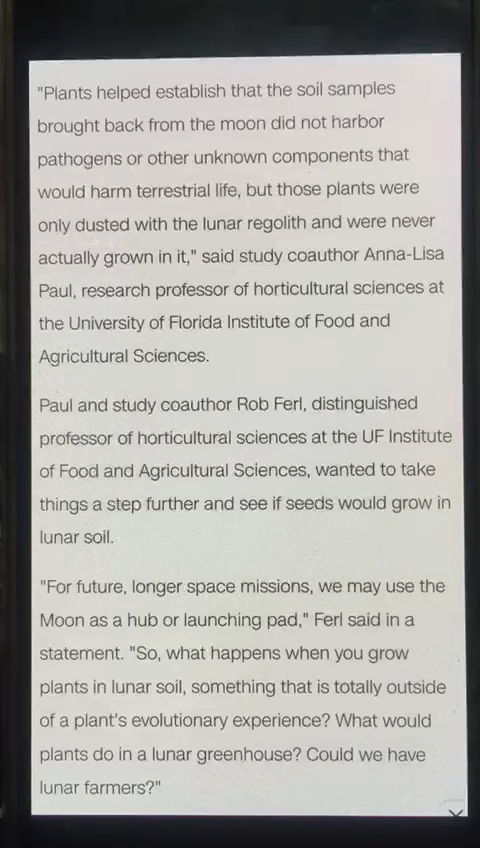 "Plants helped establish that the soil samples
brought back from the moon did not harbor
pathogens or other unknown components that
would harm terrestrial life, but those plants were
only dusted with the lunar regolith and were never
actually grown in it," said study coauthor Anna-Lisa
Paul, research professor of horticultural sciences at
the University of Florida Institute of Food and
Agricultural Sciences.
Paul and study coauthor Rob Ferl, distinguished
professor of horticultural sciences at the UF Institute
of Food and Agricultural Sciences, wanted to take
things a step further and see if seeds would grow in
lunar soil.
"For future, longer space missions, we may use the
Moon as a hub or launching pad," Ferl said in a
statement. "So, what happens when you grow
plants in lunar soil, something that is totally outside
of a plant's evolutionary experience? What would
plants do in a lunar greenhouse? Could we have
lunar farmers?"